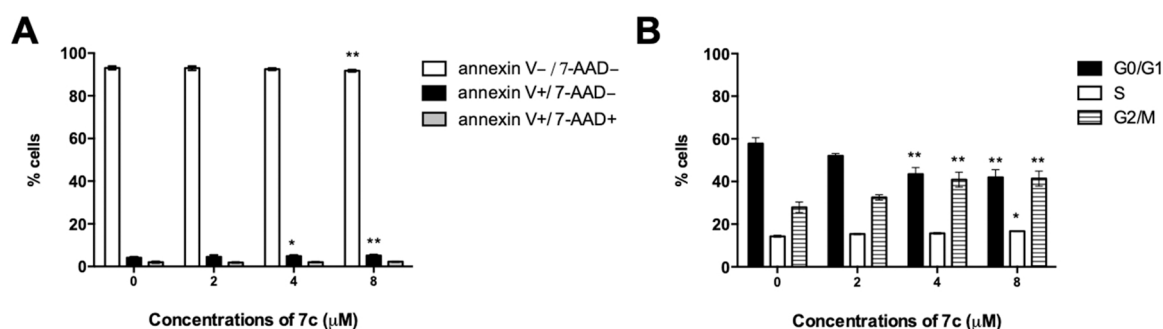 A
100
80
60
40
20
0
% cells
**
*
**
0 2 4 8
Concentrations of 7c (μM)
annexin V− / 7-AAD−
annexin V+/ 7-AAD−
annexin V+/ 7-AAD+
B
100
80
60
40
20
0
% cells
** ** ** **
*
0 2 4 8
Concentrations of 7c (μM)
G0/G1
S
G2/M